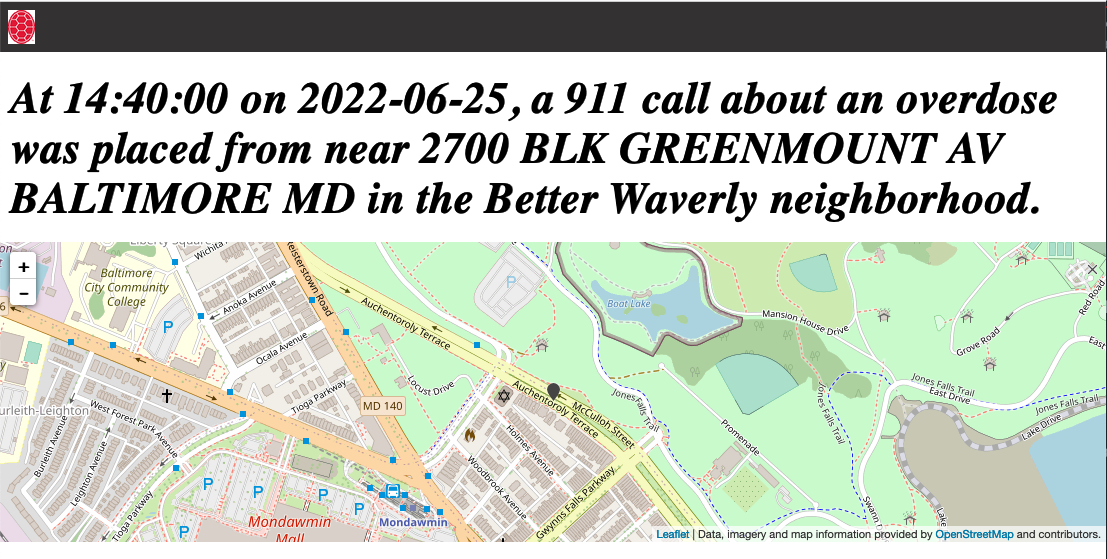 At 14:40:00 on 2022-06-25, a 911 call about an overdose
was placed from near 2700 BLK GREENMOUNT AV
BALTIMORE MD in the Better Waverly neighborhood.
+
−
Liberty Square
Wichita
Reisterstown Road
Baltimore
City Community
College
P
Anoka Avenue
Ocala Avenue
Tioga Parkway
Auchentoroly Terrace
P
Boat Lake
Mansion House Drive
Grove Road
Red Road
East
Jones Falls Trail
East Drive
Jones Falls Trail
Lake Drive
Lake
urleith-Leighton
West Forest Park Avenue
Burleith Avenue
Leighton Avenue
Tioga Parkway
Locust Drive
MD 140
Auchentoroly Terrace
McCulloh Street
Jones Falls Trail
Jones Falls Trail
Promenade
Holmes Avenue
Woodbrook Avenue
Gwynns Falls Parkway
Swann
P
P
P
P
P
Mondawmin
Mall
Mondawmin
Leaflet | Data, imagery and map information provided by OpenStreetMap and contributors.